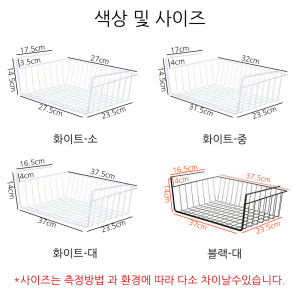 색상 및 사이즈
17.5cm
3.5cm
27cm
14.5cm
27.5cm
23.5cm
화이트-소
17cm
4cm
32cm
14.5cm
31.5cm
23.5cm
화이트-중
16.5cm
4cm
37.5cm
14cm
37cm
23.5cm
화이트-대
16.5cm
4cm
37.5cm
14cm
37cm
23.5cm
블랙-대
*사이즈는 측정방법 과 환경에 따라 다소 차이날수있습니다.